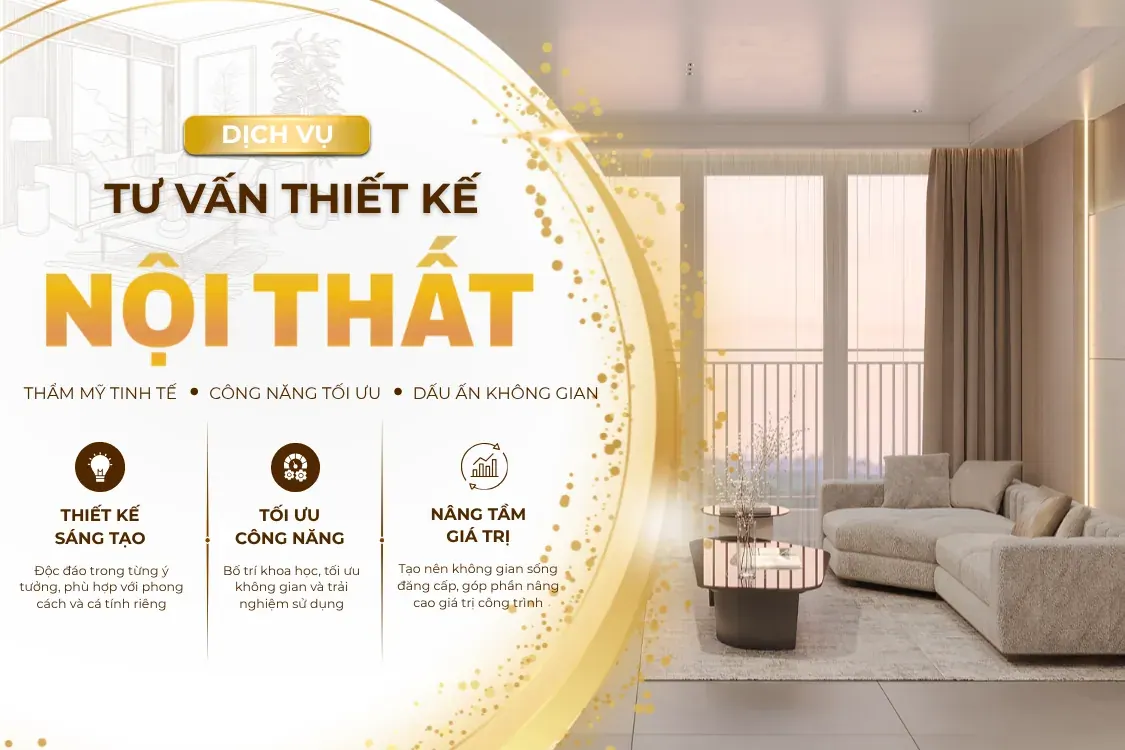 DỊCH VỤ
TƯ VẤN THIẾT KẾ
NỘI THẤT
THẨM MỸ TINH TẾ • CÔNG NĂNG TỐI ƯU • DẤU ẤN KHÔNG GIAN
THIẾT KẾ
SÁNG TẠO
Độc đáo trong từng ý
tưởng, phù hợp với phong
cách và cá tính riêng
TỐI ƯU
CÔNG NĂNG
Bố trí khoa học, tối ưu
không gian và trải
nghiệm sử dụng
NÂNG TẦM
GIÁ TRỊ
Tạo nên không gian sống
đăng cấp, góp phần nâng
cao giá trị công trình